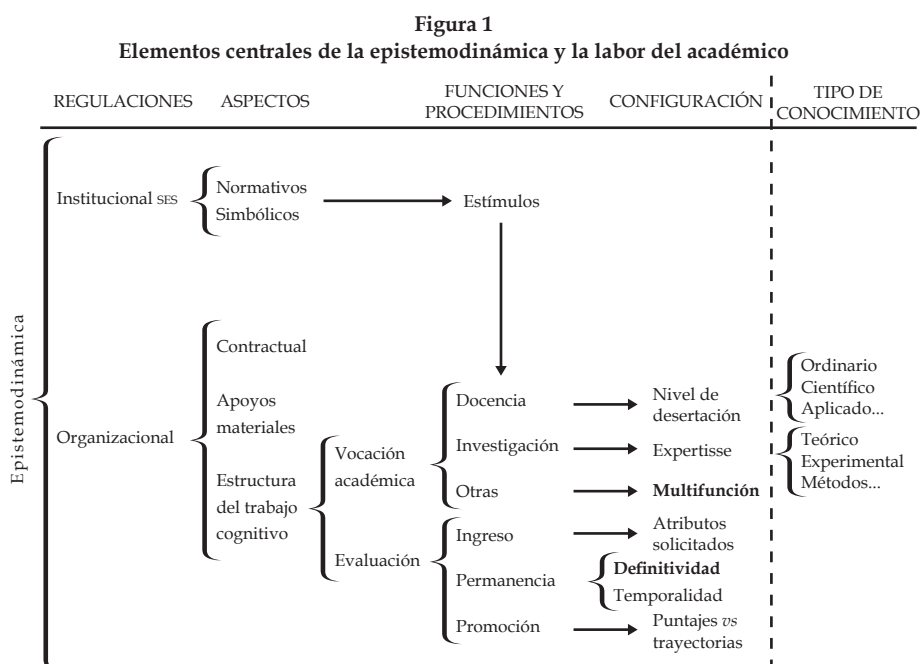 Figura 1
Elementos centrales de la epistemodinámica y la labor del académico
REGULACIONES
ASPECTOS
FUNCIONES Y
PROCEDIMIENTOS
CONFIGURACIÓN
TIPO DE
CONOCIMIENTO
Epistemodinámica
Institucional SES
Normativos
Simbólicos
Estímulos
Organizacional
Contractual
Apoyos
materiales
Estructura
del trabajo
cognitivo
Vocación
académica
Evaluación
Docencia
Investigación
Otras
Ingreso
Permanencia
Promoción
Nivel de
desertación
Expertisse
Multifunción
Atributos
solicitados
Definitividad
Temporalidad
Puntajes vs
trayectorias
Ordinario
Científico
Aplicado...
Teórico
Experimental
Métodos...